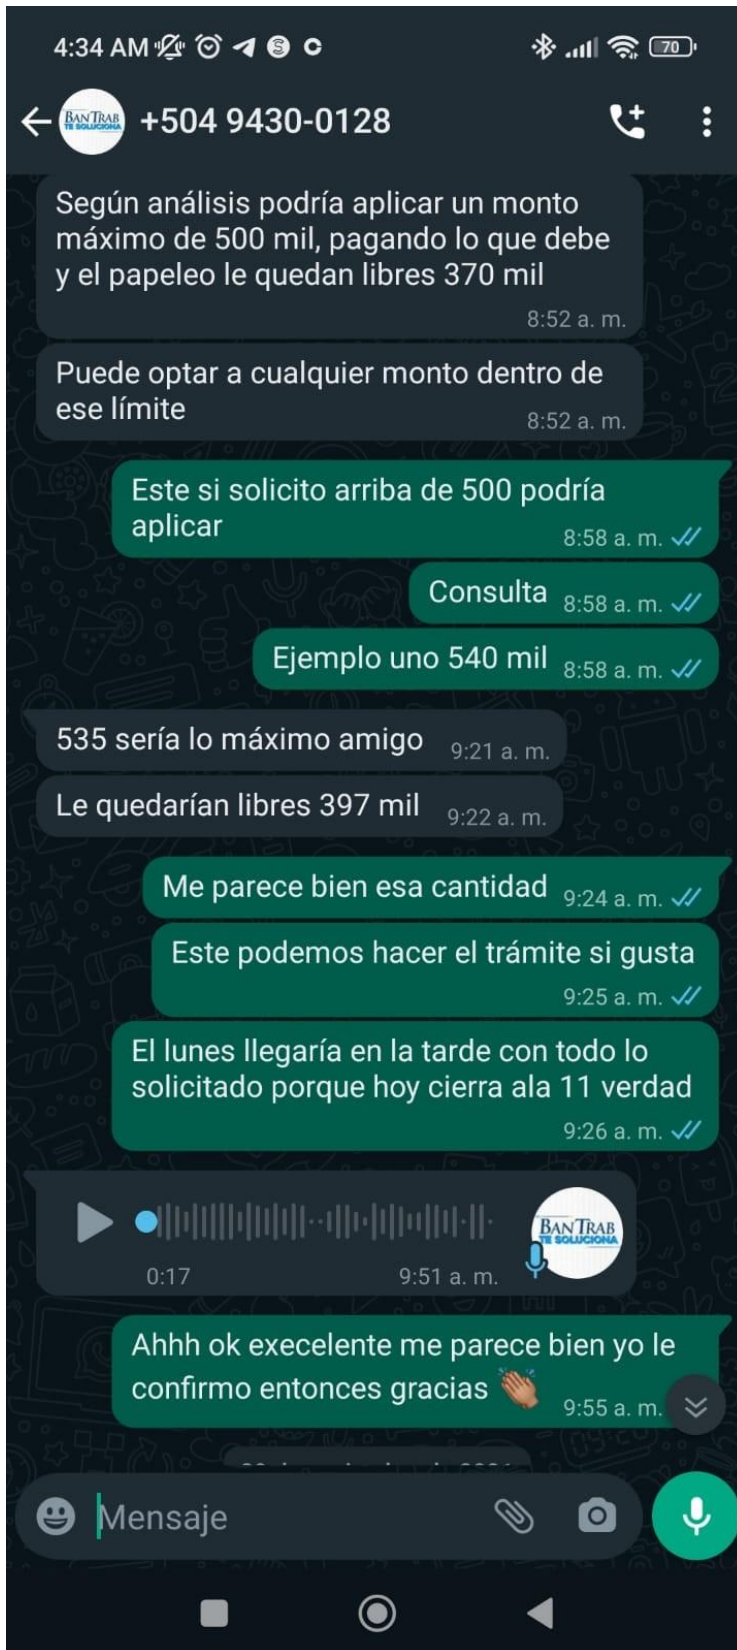 4:34 AM
70
+504 9430-0128
BANTRAB
TE SOLUCIONA
Según análisis podría aplicar un monto
máximo de 500 mil, pagando lo que debe
y el papeleo le quedan libres 370 mil
8:52 a. m.
Puede optar a cualquier monto dentro de
ese límite
8:52 a. m.
Este si solicito arriba de 500 podría
aplicar
8:58 a. m.
Consulta 8:58 a. m.
Ejemplo uno 540 mil 8:58 a. m.
535 sería lo máximo amigo 9:21 a. m.
Le quedarían libres 397 mil 9:22 a. m.
Me parece bien esa cantidad 9:24 a. m.
Este podemos hacer el trámite si gusta
9:25 a. m.
El lunes llegaría en la tarde con todo lo
solicitado porque hoy cierra ala 11 verdad
9:26 a. m.
BANTRAB
TE SOLUCIONA
0:17 9:51 a. m.
Ahhh ok execelente me parece bien yo le
confirmo entonces gracias
9:55 a. m.
Mensaje